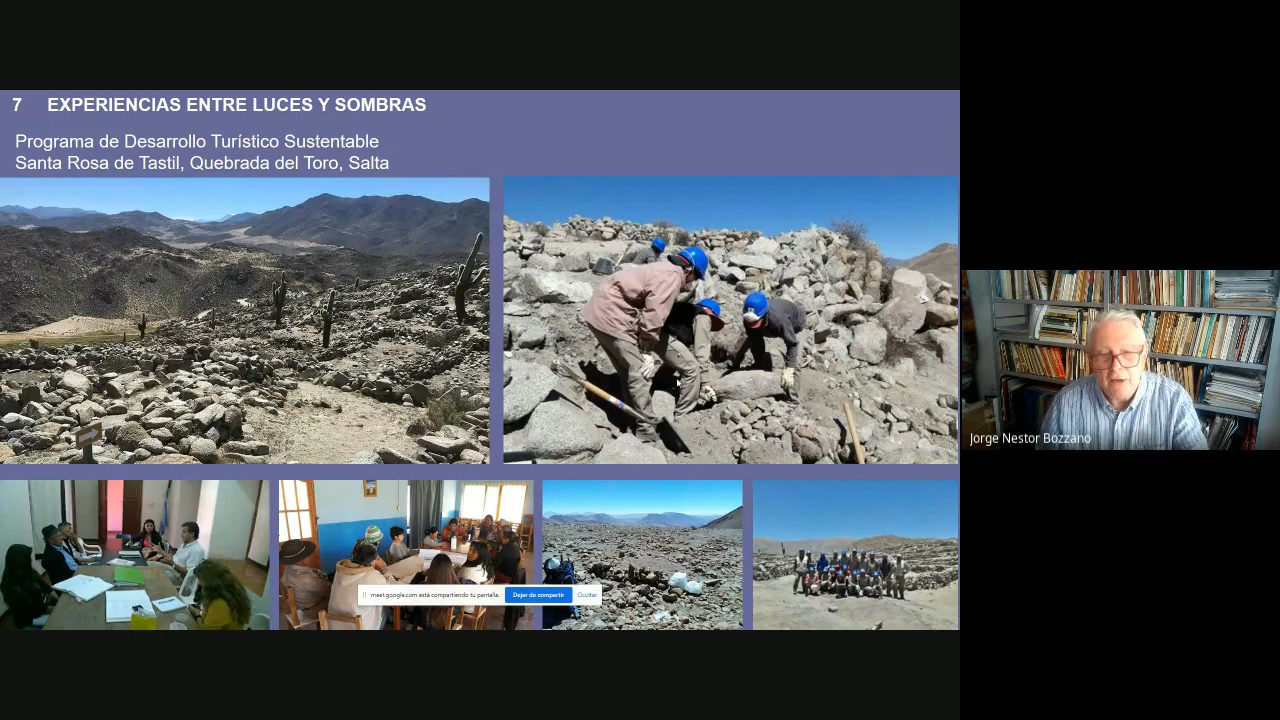 7 EXPERIENCIAS ENTRE LUCES Y SOMBRAS
Programa de Desarrollo Turístico Sustentable
Santa Rosa de Tastil, Quebrada del Toro, Salta
Jorge Nestor Bozzano
meet.google.com está compartiendo tu pantalla.
Dejar de compartir
Ocultar